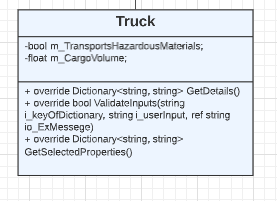 Truck
-bool m_TransportsHazardousMaterials;
-float m_CargoVolume;
+ override Dictionary<string, string> GetDetails()
+ override bool ValidateInputs(string
i_keyOfDictionary, string i_userInput, ref string
io_ExMessege)
+ override Dictionary<string, string>
GetSelectedProperties()